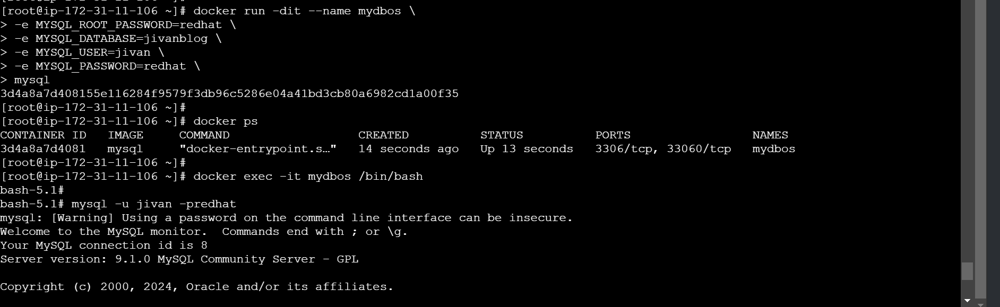 [root@ip-172-31-11-106 ~]#
[root@ip-172-31-11-106 ~]# docker run -dit --name mydbos \
> -e MYSQL_ROOT_PASSWORD=redhat \
> -e MYSQL_DATABASE=jivanblog \
> -e MYSQL_USER=jivan \
> -e MYSQL_PASSWORD=redhat \
> mysql
3d4a8a7d408155e116284f9579f3db96c5286e04a41bd3cb80a6982cd1a00f35
[root@ip-172-31-11-106 ~]#
[root@ip-172-31-11-106 ~]# docker ps
CONTAINER ID   IMAGE     COMMAND                  CREATED          STATUS          PORTS                 NAMES
3d4a8a7d4081   mysql     "docker-entrypoint.s…"   14 seconds ago   Up 13 seconds   3306/tcp, 33060/tcp   mydbos
[root@ip-172-31-11-106 ~]#
[root@ip-172-31-11-106 ~]# docker exec -it mydbos /bin/bash
bash-5.1#
bash-5.1# mysql -u jivan -predhat
mysql: [Warning] Using a password on the command line interface can be insecure.
Welcome to the MySQL monitor.  Commands end with ; or \g.
Your MySQL connection id is 8
Server version: 9.1.0 MySQL Community Server - GPL
Copyright (c) 2000, 2024, Oracle and/or its affiliates.